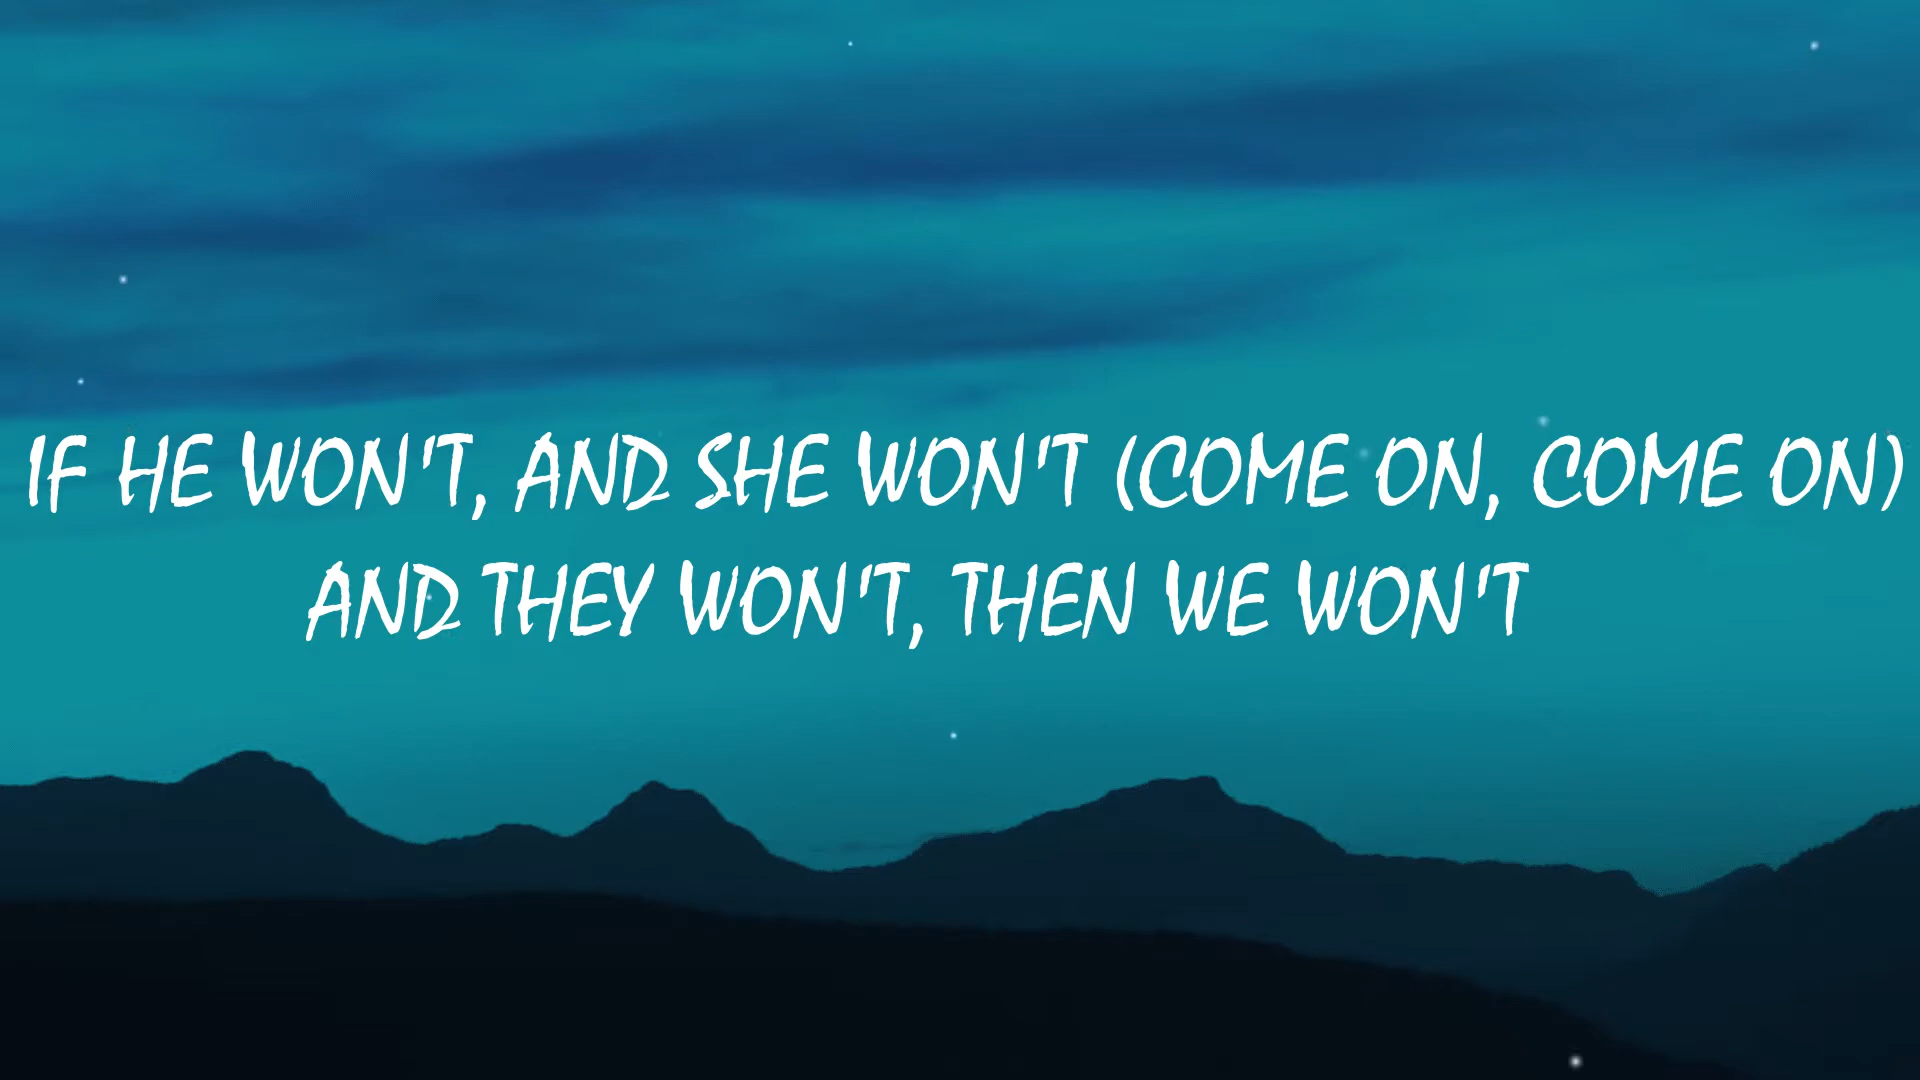 IF HE WON'T, AND SHE WON'T (COME ON, COME ON)
AND THEY WON'T, THEN WE WON'T